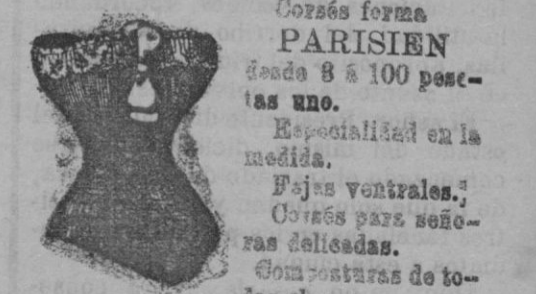 Corsés forma
PARISIEN
desde 8 á 100 pese-
tas uno.
Especialidad en la
medida.
Fajas ventrales.
Corsés para seño-
ras delicadas.
Composturas de to-